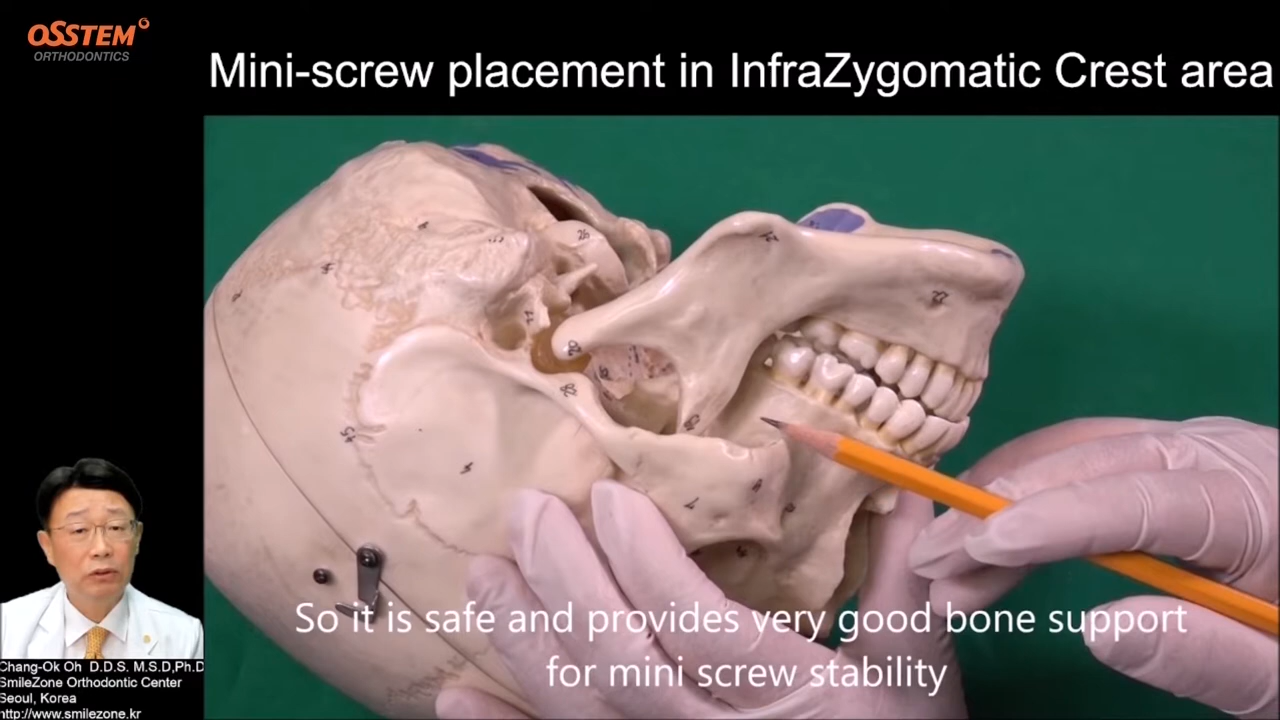 OSSTEM
ORTHODONTICS
Mini-screw placement in InfraZygomatic Crest area
So it is safe and provides very good bone support
for mini screw stability
Chang-Ok Oh D.D.S. M.S.D,Ph.D
SmileZone Orthodontic Center
Seoul, Korea
http://www.smilezone.kr